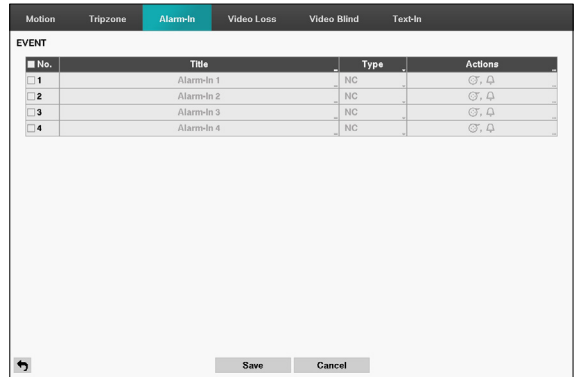 Motion Tripzone Alarm-In Video Loss Video Blind Text-In
EVENT
No. Title Type Actions
1 Alarm-In 1 NC
2 Alarm-In 2 NC
3 Alarm-In 3 NC
4 Alarm-In 4 NC
Save Cancel